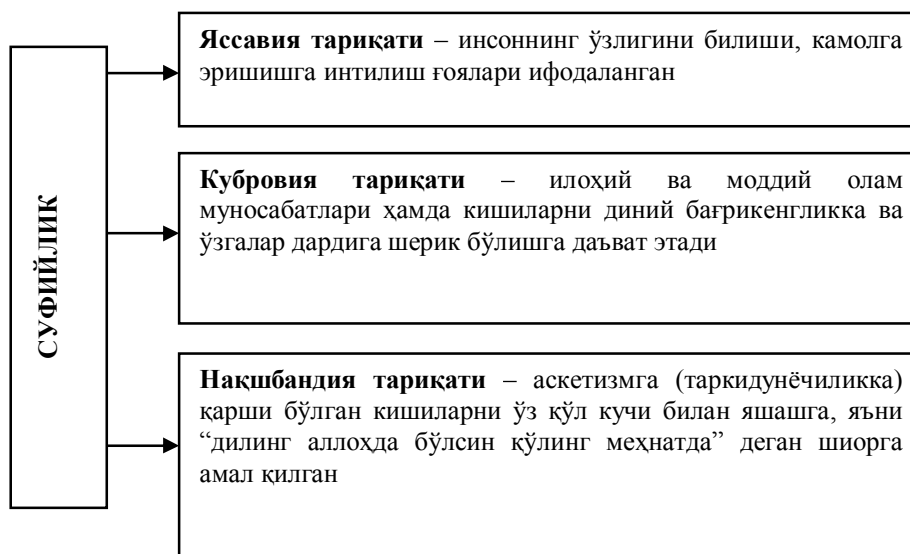 СУФИЙЛИК
Яссавия тариқати – инсоннинг ўзлигини билиши, камолга
эришишга интилиш ғоялари ифодаланган
Кубровия тариқати – илоҳий ва моддий олам
муносабатлари ҳамда кишиларни диний бағрикенгликка ва
ўзгалар дардига шерик бўлишга даъват этади
Нақшбандия тариқати – аскетизмга (таркидунёчиликка)
қарши бўлган кишиларни ўз қўл кучи билан яшашга, яъни
“дилинг аллоҳда бўлсин қўлинг меҳнатда” деган шиорга
амал қилган